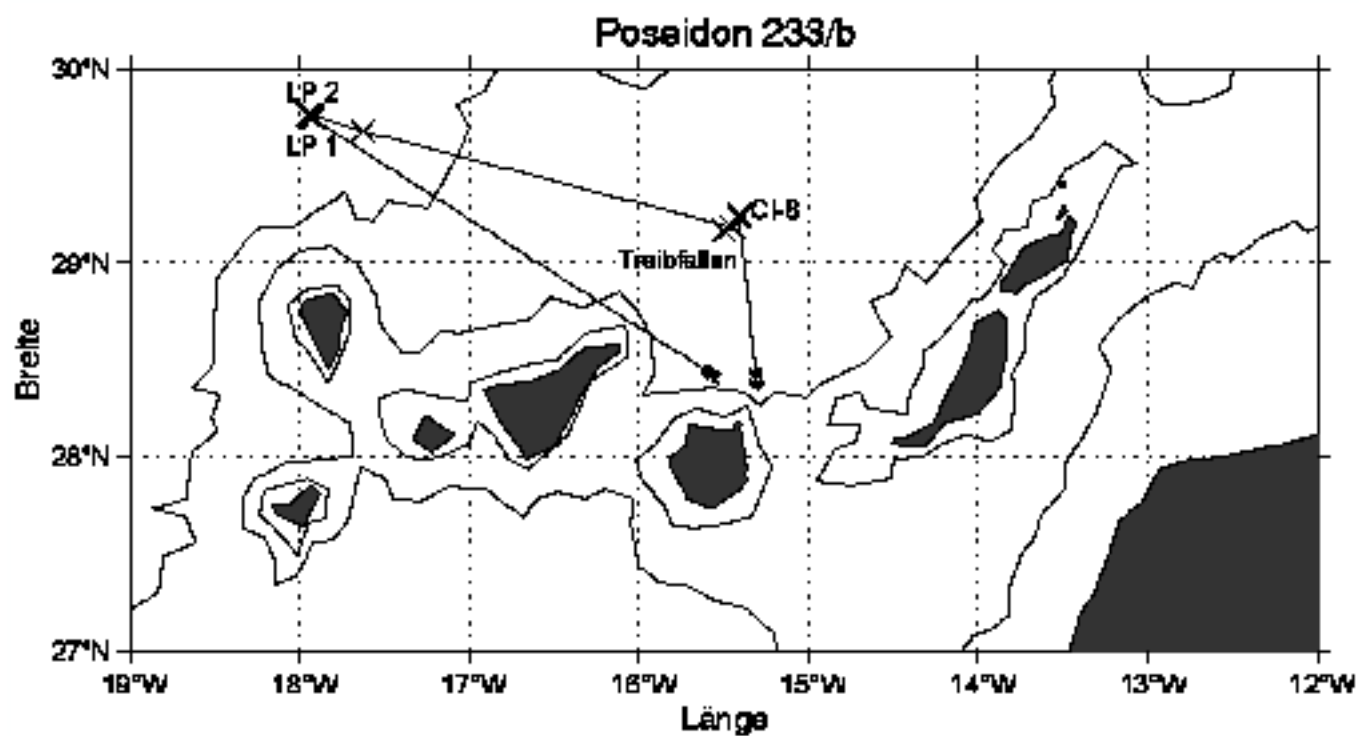 Poseidon 233/b
30°N
LP 2
LP 1
CI-8
Treibfallen
29°N
Breite
28°N
27°N
19°W 18°W 17°W 16°W 15°W 14°W 13°W 12°W
Länge